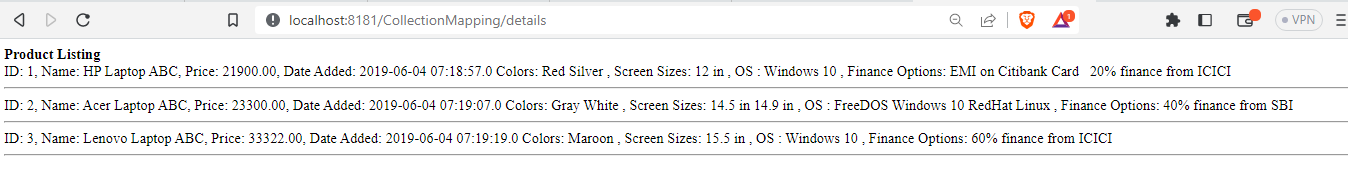 localhost:8181/CollectionMapping/details
1
VPN
Product Listing
ID: 1, Name: HP Laptop ABC, Price: 21900.00, Date Added: 2019-06-04 07:18:57.0 Colors: Red Silver , Screen Sizes: 12 in , OS : Windows 10 , Finance Options: EMI on Citibank Card   20% finance from ICICI
ID: 2, Name: Acer Laptop ABC, Price: 23300.00, Date Added: 2019-06-04 07:19:07.0 Colors: Gray White , Screen Sizes: 14.5 in 14.9 in , OS : FreeDOS Windows 10 RedHat Linux , Finance Options: 40% finance from SBI
ID: 3, Name: Lenovo Laptop ABC, Price: 33322.00, Date Added: 2019-06-04 07:19:19.0 Colors: Maroon , Screen Sizes: 15.5 in , OS : Windows 10 , Finance Options: 60% finance from ICICI